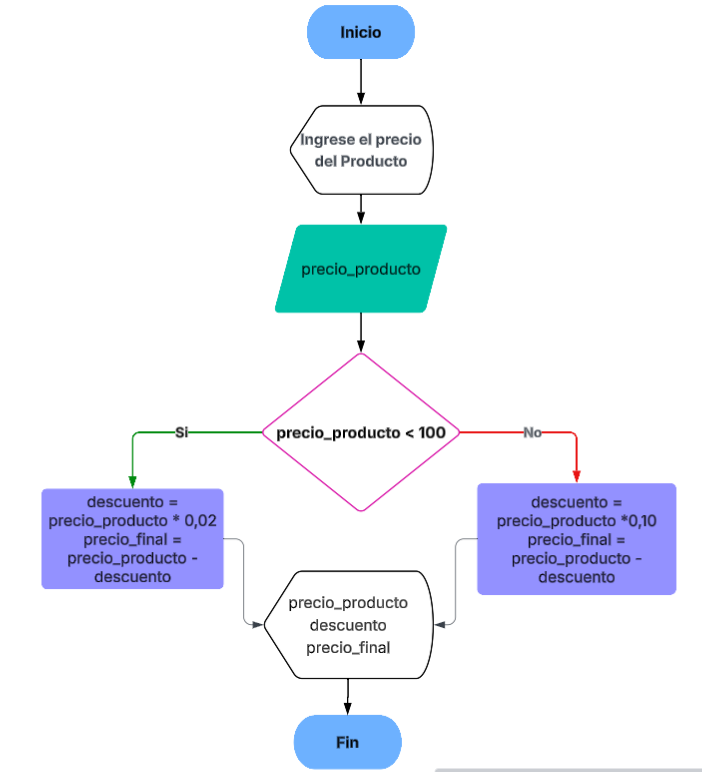 Inicio
Ingrese el precio
del Producto
precio_producto
precio_producto < 100
Si
No
descuento =
precio_producto * 0,02
precio_final =
precio_producto -
descuento
descuento =
precio_producto *0,10
precio_final =
precio_producto -
descuento
precio_producto
descuento
precio_final
Fin